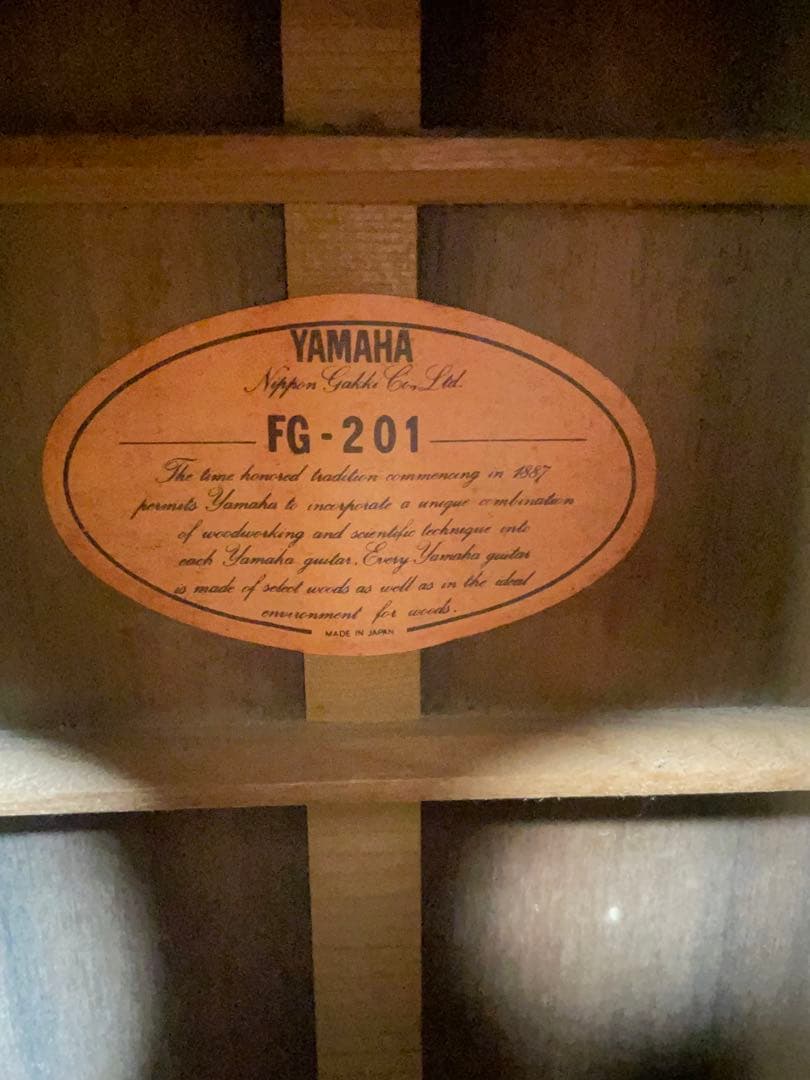 YAMAHA
Nippon Gakki Co., Ltd.
FG-201
The time honored tradition commencing in 1887
permits Yamaha to incorporate a unique combination
of woodworking and scientific technique into
each Yamaha guitar. Every Yamaha guitar
is made of select woods as well as in the ideal
environment for woods.
MADE IN JAPAN